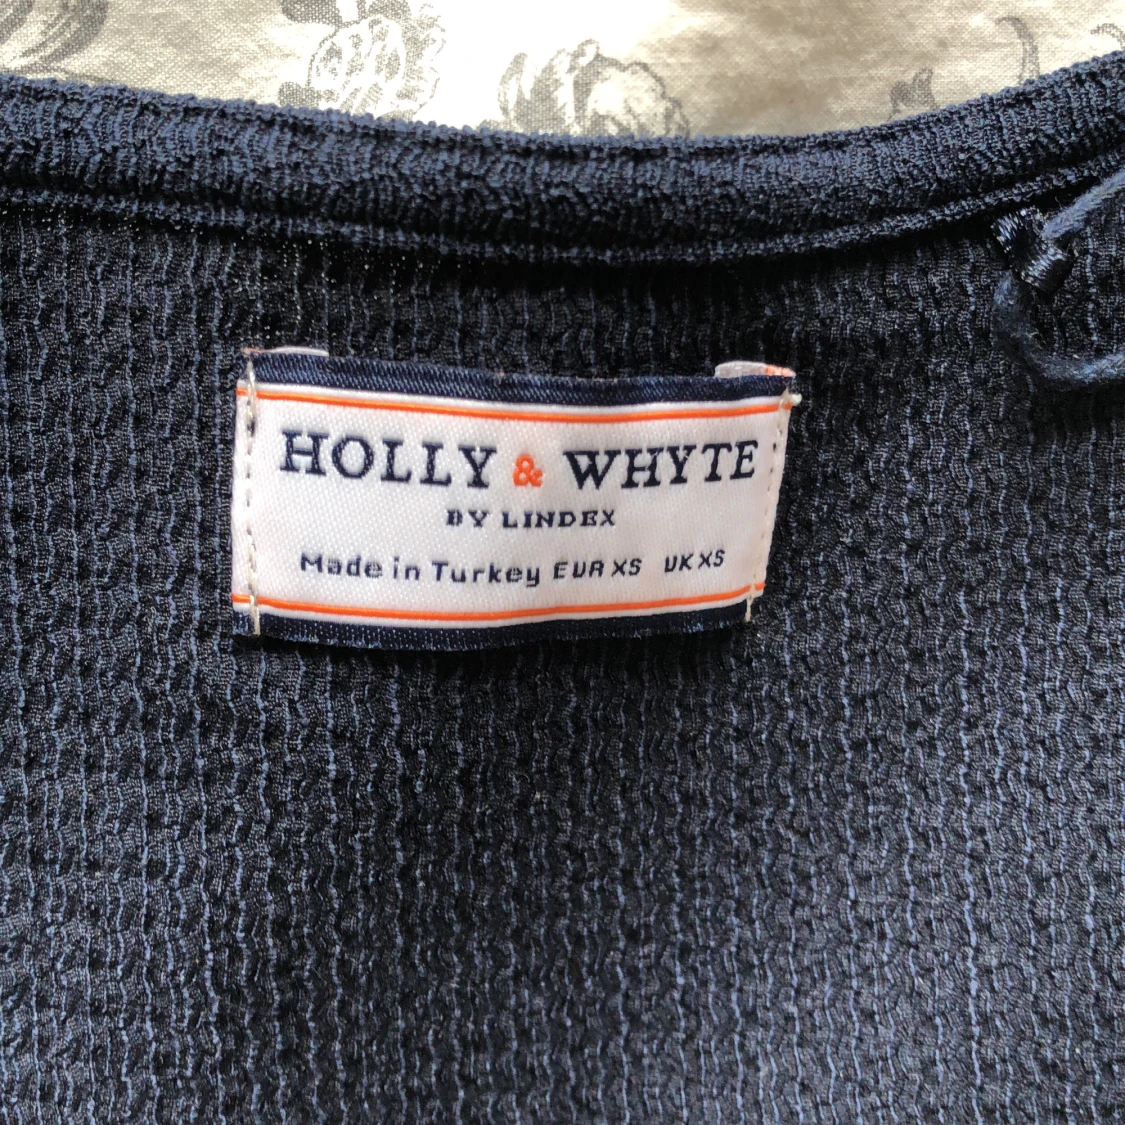 HOLLY & WHYTE
BY LINDEX
Made in Turkey EUR XS UK XS